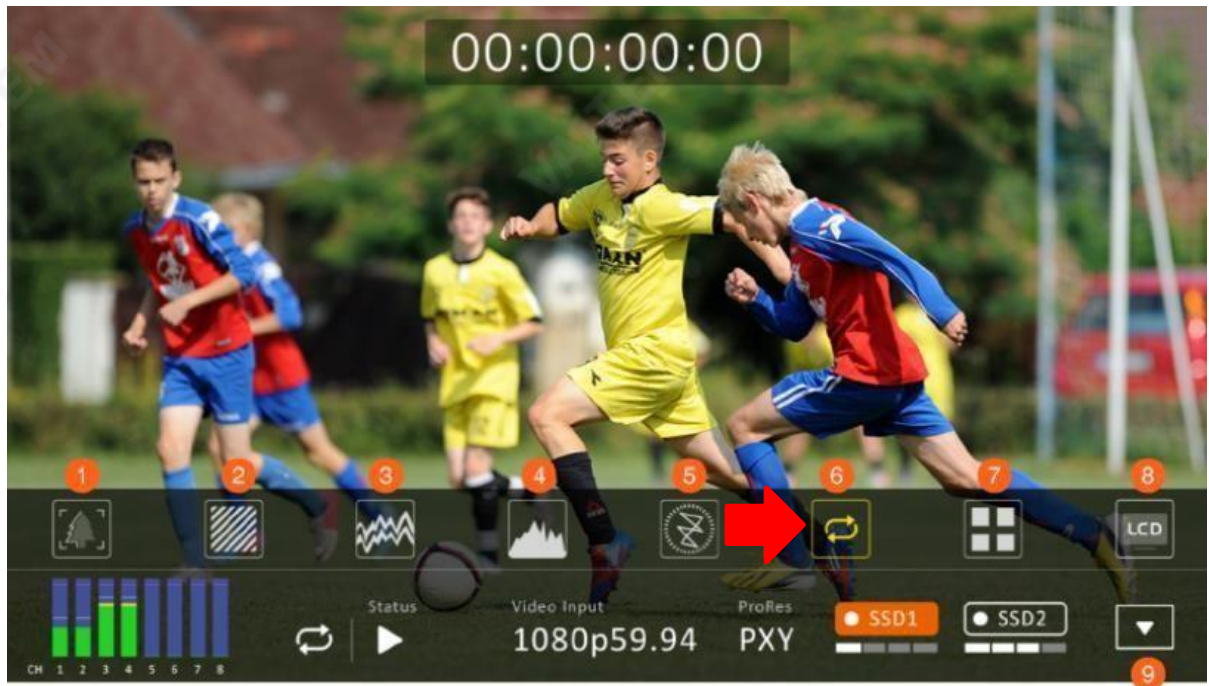 00:00:00:00
1 2 3 4 5 6 7 8
LCD
Status Video Input ProRes
SSD1 SSD2
1080p59.94 PXY
CH 1 2 3 4 5 6 7 8
9